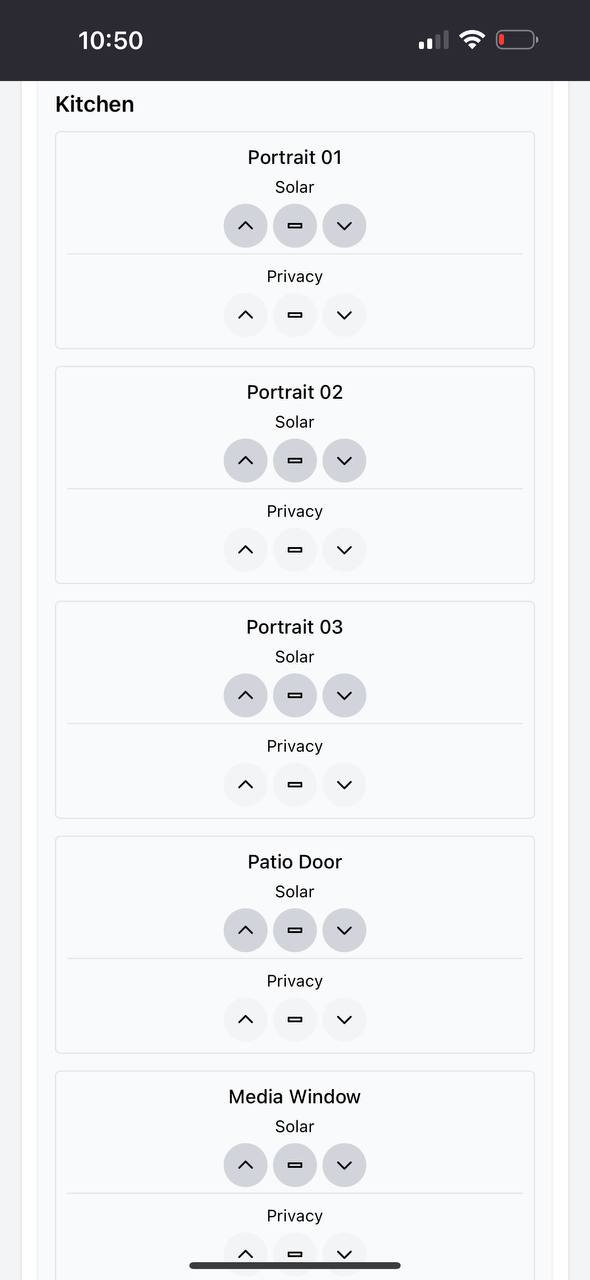 10:50
Kitchen
Portrait 01
Solar
Privacy
Portrait 02
Solar
Privacy
Portrait 03
Solar
Privacy
Patio Door
Solar
Privacy
Media Window
Solar
Privacy